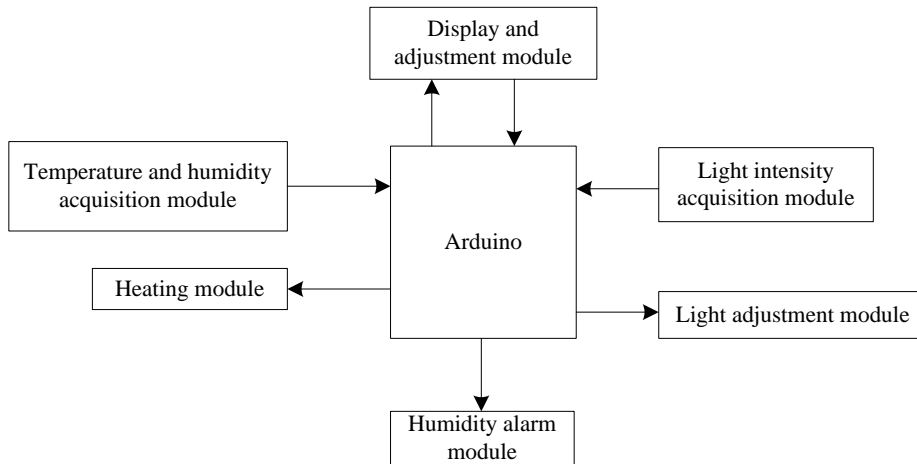 Display and
adjustment module
Temperature and humidity
acquisition module
Light intensity
acquisition module
Arduino
Heating module
Light adjustment module
Humidity alarm
module